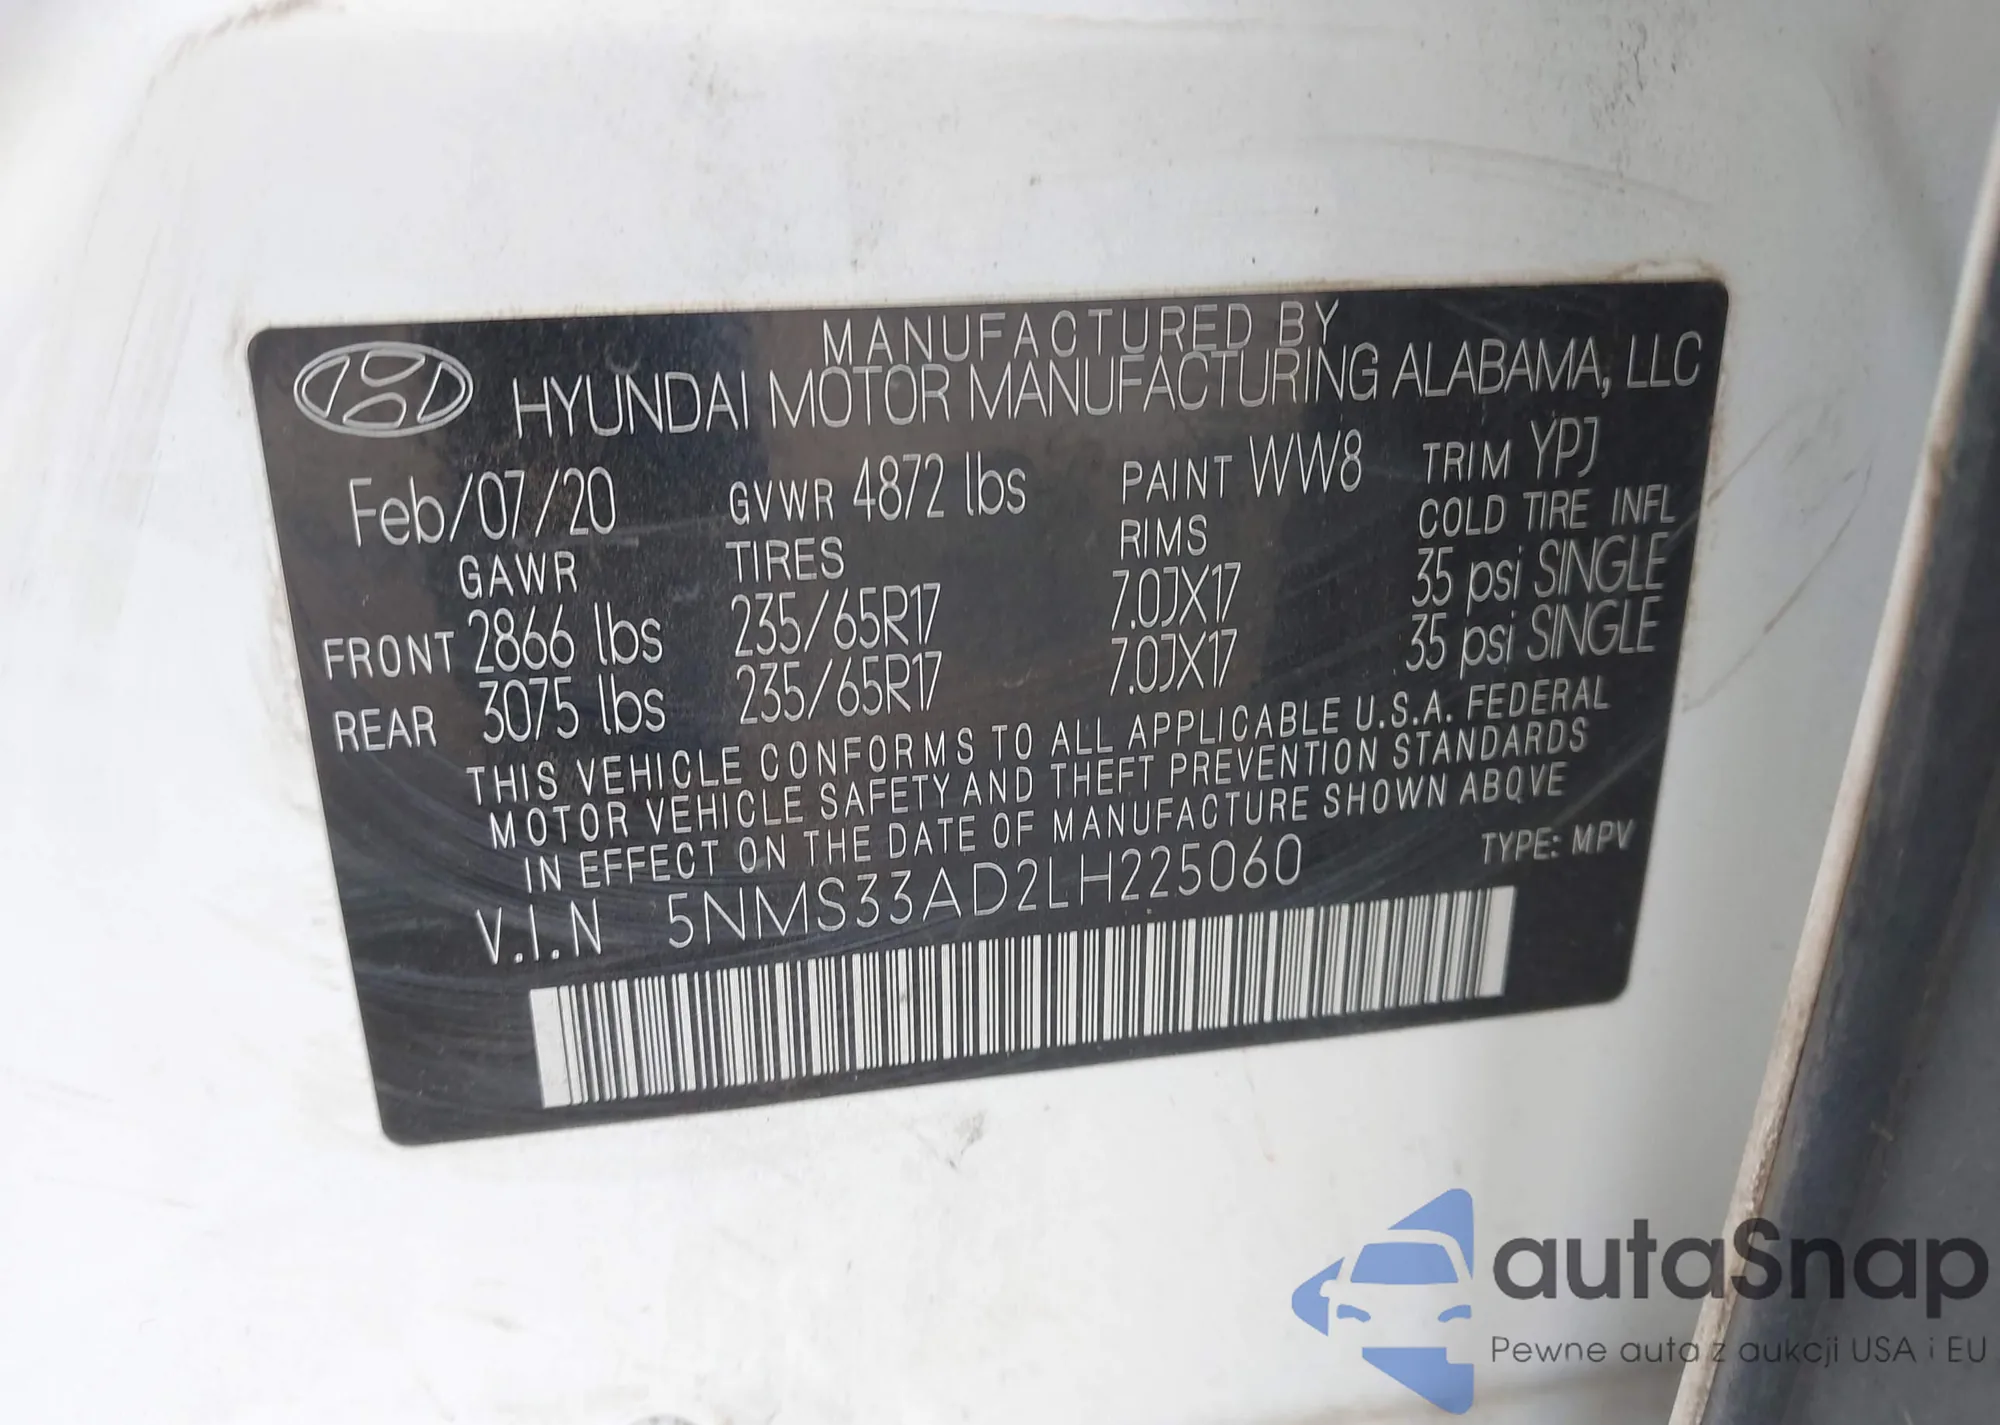 MANUFACTURED BY
HYUNDAI MOTOR MANUFACTURING ALABAMA, LLC
Feb/07/20 GVWR 4872 lbs PAINT WW8 TRIM YPJ
GAWR TIRES RIMS COLD TIRE INFL
FRONT 2866 lbs 235/65R17 7.0JX17 35 psi SINGLE
REAR 3075 lbs 235/65R17 7.0JX17 35 psi SINGLE
THIS VEHICLE CONFORMS TO ALL APPLICABLE U.S.A. FEDERAL
MOTOR VEHICLE SAFETY AND THEFT PREVENTION STANDARDS
IN EFFECT ON THE DATE OF MANUFACTURE SHOWN ABOVE
V.I.N 5NMS33AD2LH225060 TYPE: MPV
autaSnap
Pewne auta z aukcji USA i EU